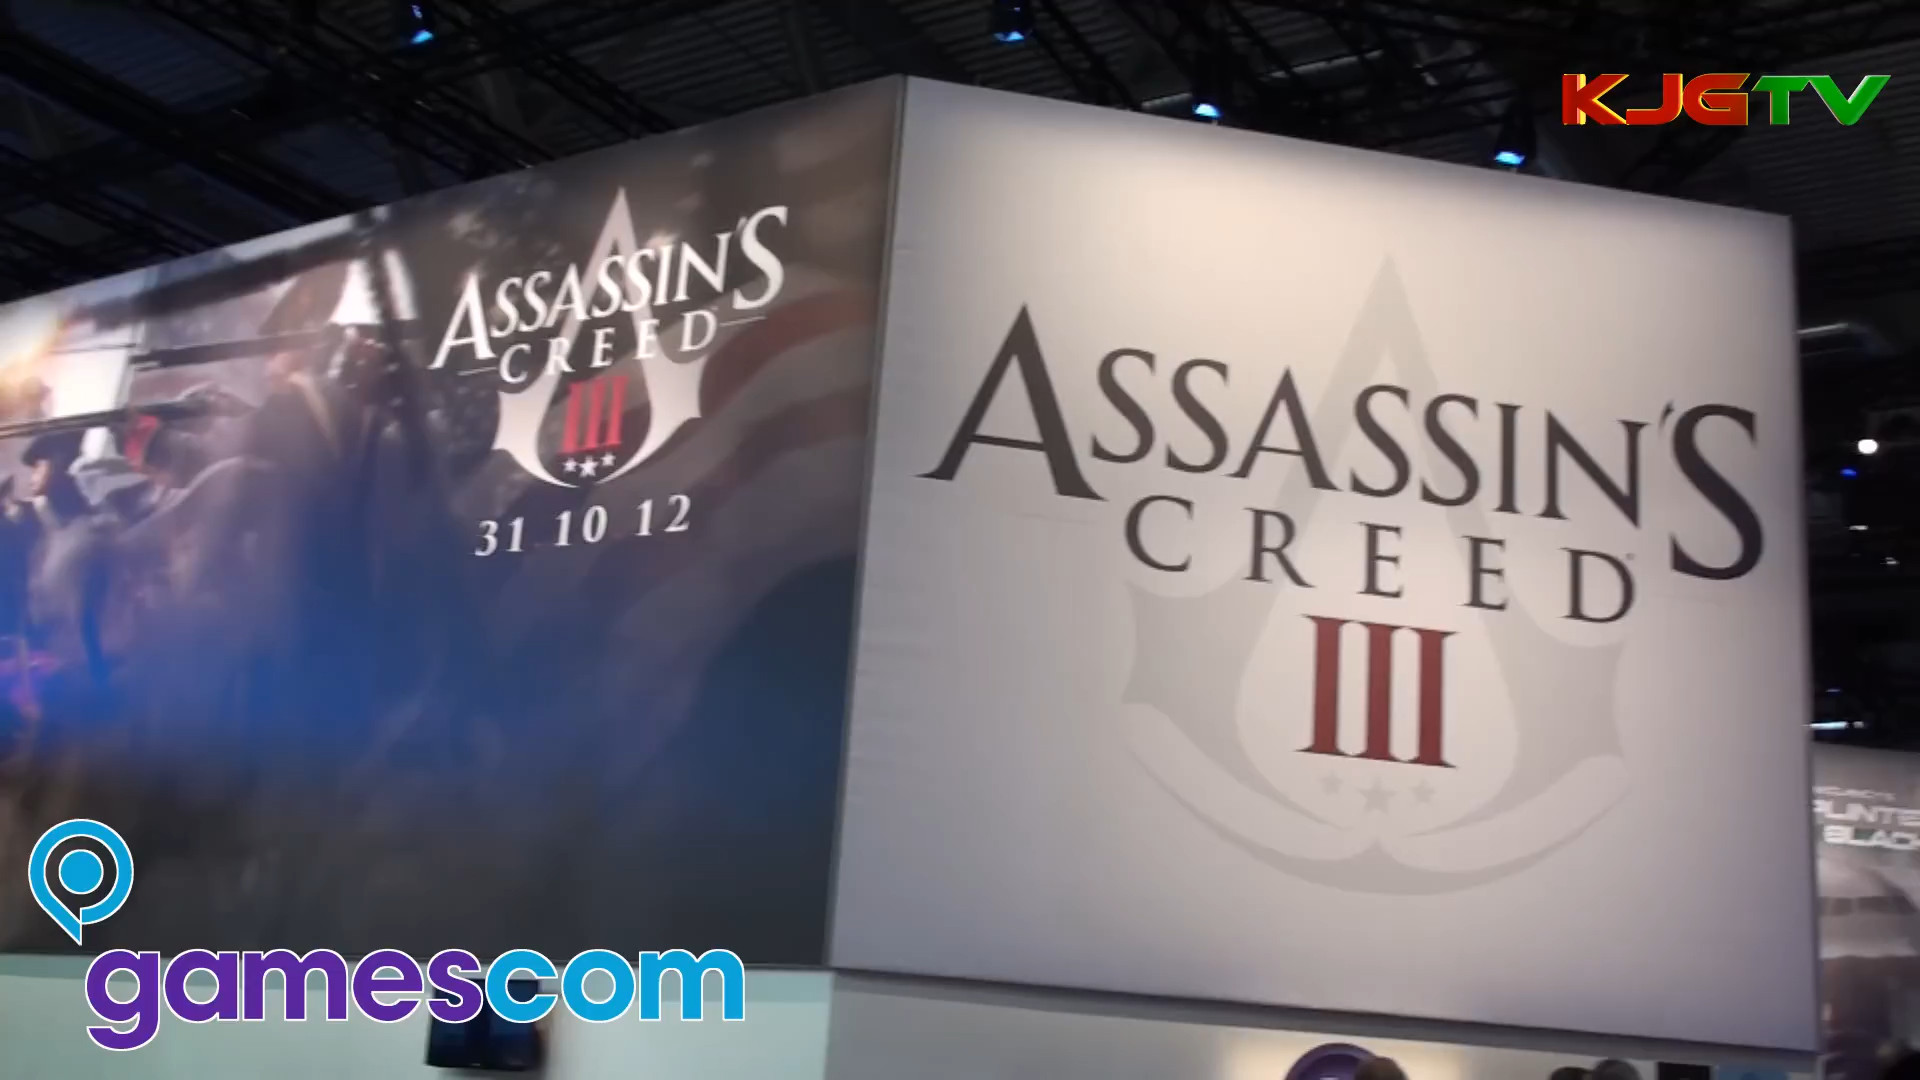 KJGTV
ASSASSIN'S
CREED
III
31 10 12
ASSASSIN'S
CREED
III
gamescom